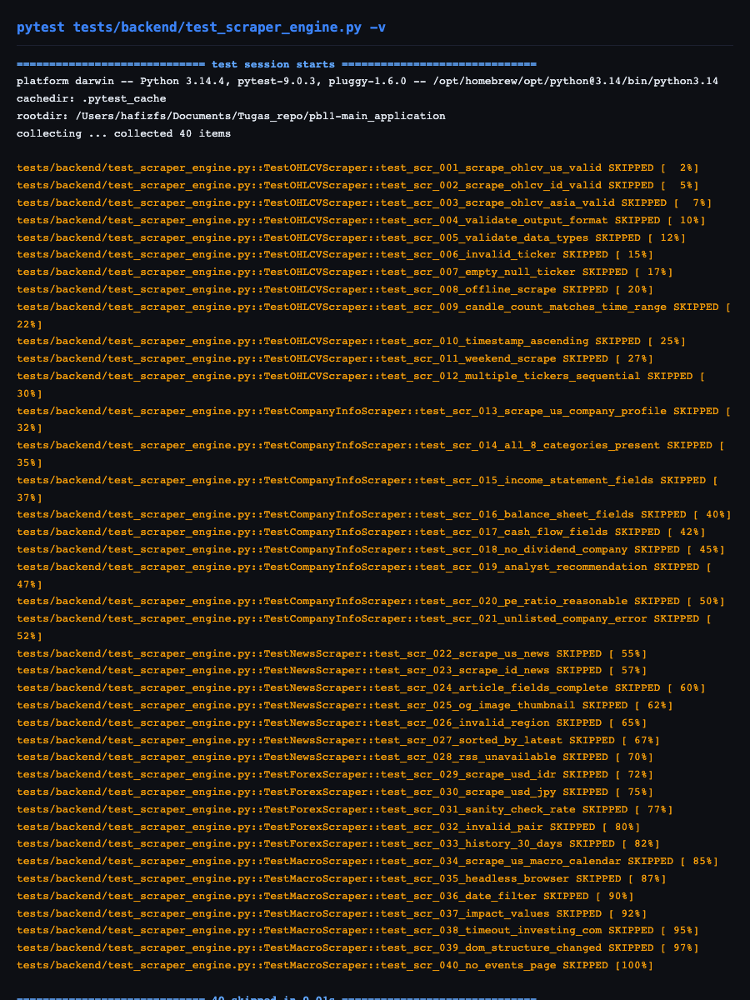 pytest tests/backend/test_scraper_engine.py -v
============================= test session starts ==============================
platform darwin -- Python 3.14.4, pytest-9.0.3, pluggy-1.6.0 -- /opt/homebrew/opt/python@3.14/bin/python3.14
cachedir: .pytest_cache
rootdir: /Users/hafizfs/Documents/Tugas_repo/pbl1-main_application
collecting ... collected 40 items
tests/backend/test_scraper_engine.py::TestOHLCVScraper::test_scr_001_scrape_ohlcv_us_valid SKIPPED [  2%]
tests/backend/test_scraper_engine.py::TestOHLCVScraper::test_scr_002_scrape_ohlcv_id_valid SKIPPED [  5%]
tests/backend/test_scraper_engine.py::TestOHLCVScraper::test_scr_003_scrape_ohlcv_asia_valid SKIPPED [  7%]
tests/backend/test_scraper_engine.py::TestOHLCVScraper::test_scr_004_validate_output_format SKIPPED [ 10%]
tests/backend/test_scraper_engine.py::TestOHLCVScraper::test_scr_005_validate_data_types SKIPPED [ 12%]
tests/backend/test_scraper_engine.py::TestOHLCVScraper::test_scr_006_invalid_ticker SKIPPED [ 15%]
tests/backend/test_scraper_engine.py::TestOHLCVScraper::test_scr_007_empty_null_ticker SKIPPED [ 17%]
tests/backend/test_scraper_engine.py::TestOHLCVScraper::test_scr_008_offline_scrape SKIPPED [ 20%]
tests/backend/test_scraper_engine.py::TestOHLCVScraper::test_scr_009_candle_count_matches_time_range SKIPPED [
22%]
tests/backend/test_scraper_engine.py::TestOHLCVScraper::test_scr_010_timestamp_ascending SKIPPED [ 25%]
tests/backend/test_scraper_engine.py::TestOHLCVScraper::test_scr_011_weekend_scrape SKIPPED [ 27%]
tests/backend/test_scraper_engine.py::TestOHLCVScraper::test_scr_012_multiple_tickers_sequential SKIPPED [
30%]
tests/backend/test_scraper_engine.py::TestCompanyInfoScraper::test_scr_013_scrape_us_company_profile SKIPPED [
32%]
tests/backend/test_scraper_engine.py::TestCompanyInfoScraper::test_scr_014_all_8_categories_present SKIPPED [
35%]
tests/backend/test_scraper_engine.py::TestCompanyInfoScraper::test_scr_015_income_statement_fields SKIPPED [
37%]
tests/backend/test_scraper_engine.py::TestCompanyInfoScraper::test_scr_016_balance_sheet_fields SKIPPED [ 40%]
tests/backend/test_scraper_engine.py::TestCompanyInfoScraper::test_scr_017_cash_flow_fields SKIPPED [ 42%]
tests/backend/test_scraper_engine.py::TestCompanyInfoScraper::test_scr_018_no_dividend_company SKIPPED [ 45%]
tests/backend/test_scraper_engine.py::TestCompanyInfoScraper::test_scr_019_analyst_recommendation SKIPPED [
47%]
tests/backend/test_scraper_engine.py::TestCompanyInfoScraper::test_scr_020_pe_ratio_reasonable SKIPPED [ 50%]
tests/backend/test_scraper_engine.py::TestCompanyInfoScraper::test_scr_021_unlisted_company_error SKIPPED [
52%]
tests/backend/test_scraper_engine.py::TestNewsScraper::test_scr_022_scrape_us_news SKIPPED [ 55%]
tests/backend/test_scraper_engine.py::TestNewsScraper::test_scr_023_scrape_id_news SKIPPED [ 57%]
tests/backend/test_scraper_engine.py::TestNewsScraper::test_scr_024_article_fields_complete SKIPPED [ 60%]
tests/backend/test_scraper_engine.py::TestNewsScraper::test_scr_025_og_image_thumbnail SKIPPED [ 62%]
tests/backend/test_scraper_engine.py::TestNewsScraper::test_scr_026_invalid_region SKIPPED [ 65%]
tests/backend/test_scraper_engine.py::TestNewsScraper::test_scr_027_sorted_by_latest SKIPPED [ 67%]
tests/backend/test_scraper_engine.py::TestNewsScraper::test_scr_028_rss_unavailable SKIPPED [ 70%]
tests/backend/test_scraper_engine.py::TestForexScraper::test_scr_029_scrape_usd_idr SKIPPED [ 72%]
tests/backend/test_scraper_engine.py::TestForexScraper::test_scr_030_scrape_usd_jpy SKIPPED [ 75%]
tests/backend/test_scraper_engine.py::TestForexScraper::test_scr_031_sanity_check_rate SKIPPED [ 77%]
tests/backend/test_scraper_engine.py::TestForexScraper::test_scr_032_invalid_pair SKIPPED [ 80%]
tests/backend/test_scraper_engine.py::TestForexScraper::test_scr_033_history_30_days SKIPPED [ 82%]
tests/backend/test_scraper_engine.py::TestMacroScraper::test_scr_034_scrape_us_macro_calendar SKIPPED [ 85%]
tests/backend/test_scraper_engine.py::TestMacroScraper::test_scr_035_headless_browser SKIPPED [ 87%]
tests/backend/test_scraper_engine.py::TestMacroScraper::test_scr_036_date_filter SKIPPED [ 90%]
tests/backend/test_scraper_engine.py::TestMacroScraper::test_scr_037_impact_values SKIPPED [ 92%]
tests/backend/test_scraper_engine.py::TestMacroScraper::test_scr_038_timeout_investing_com SKIPPED [ 95%]
tests/backend/test_scraper_engine.py::TestMacroScraper::test_scr_039_dom_structure_changed SKIPPED [ 97%]
tests/backend/test_scraper_engine.py::TestMacroScraper::test_scr_040_no_events_page SKIPPED [100%]
============================= 40 skipped in 0.01s ==============================